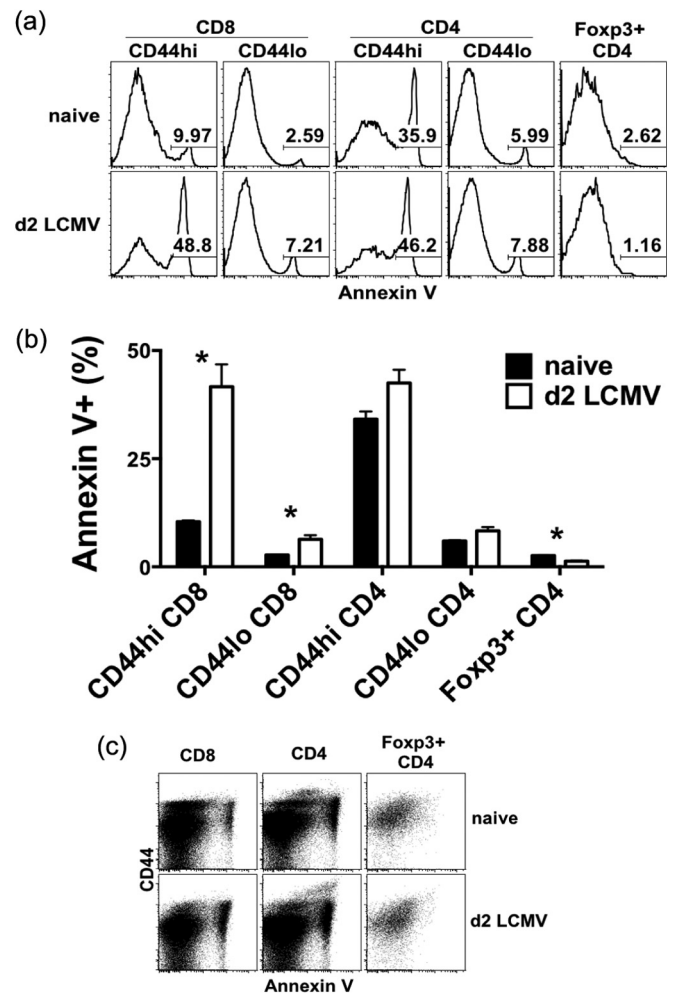 (a)
CD8 CD4 Foxp3+
CD44hi CD44lo CD44hi CD44lo CD4
naive 9.97 2.59 35.9 5.99 2.62
d2 LCMV 48.8 7.21 46.2 7.88 1.16
Annexin V
(b)
Annexin V+ (%)
50
25
0
* * *
naive
d2 LCMV
CD44hi CD8
CD44lo CD8
CD44hi CD4
CD44lo CD4
Foxp3+ CD4
(c)
CD8 CD4 Foxp3+
CD4
naive
CD44
d2 LCMV
Annexin V